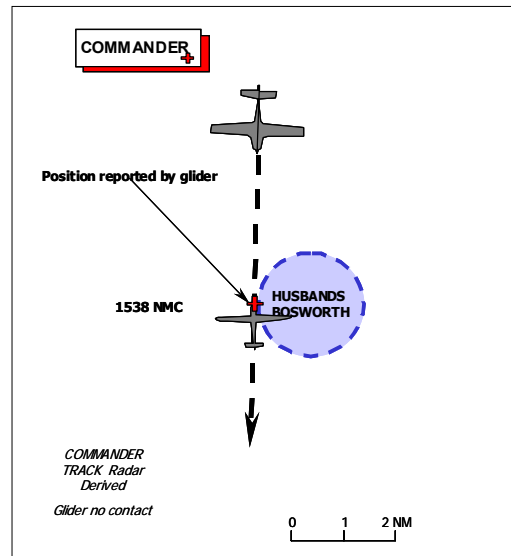 COMMANDER
Position reported by glider
1538 NMC
HUSBANDS
BOSWORTH
COMMANDER
TRACK Radar
Derived
Glider no contact
0 1 2 NM